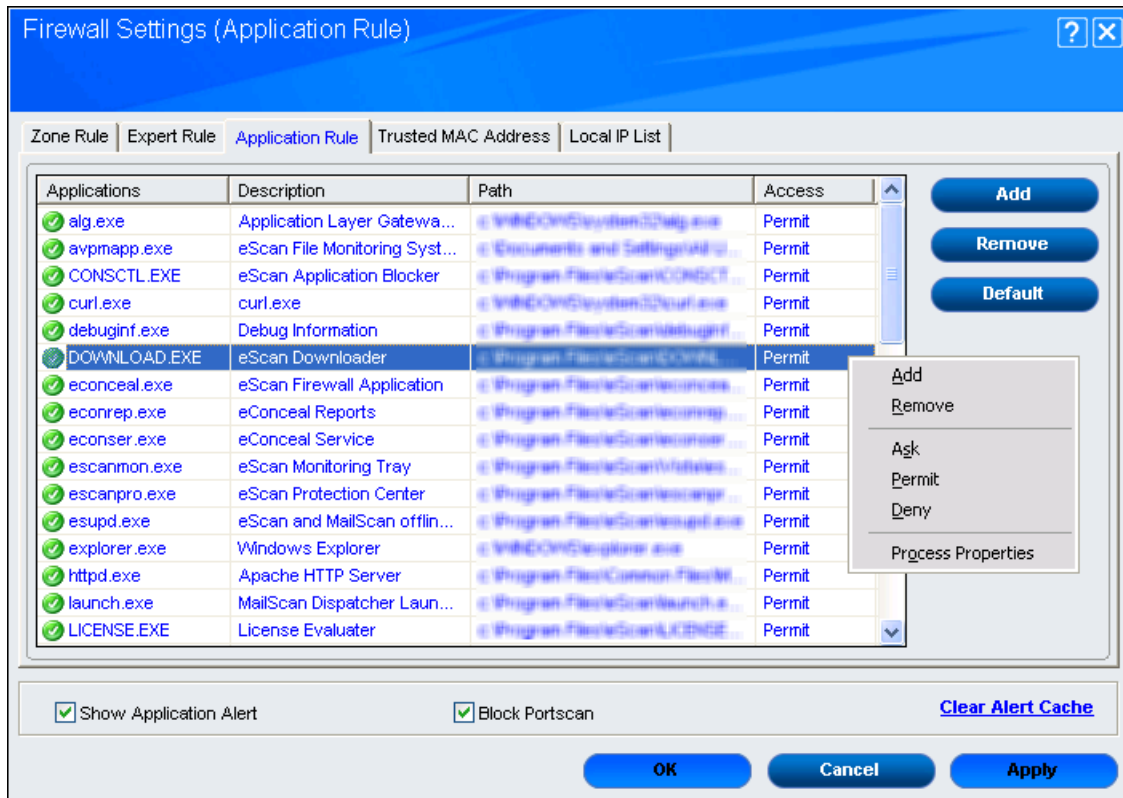 Firewall Settings (Application Rule)
Zone Rule Expert Rule Application Rule Trusted MAC Address Local IP List
Applications Description Path Access
alg.exe Application Layer Gatewa... Permit
avpmapp.exe eScan File Monitoring Syst... Permit
CONSCTL.EXE eScan Application Blocker Permit
curl.exe curl.exe Permit
debuginf.exe Debug Information Permit
DOWNLOAD.EXE eScan Downloader Permit
econceal.exe eScan Firewall Application Permit
econrep.exe eConceal Reports Permit
econser.exe eConceal Service Permit
escanmon.exe eScan Monitoring Tray Permit
escanpro.exe eScan Protection Center Permit
esupd.exe eScan and MailScan offlin... Permit
explorer.exe Windows Explorer Permit
httpd.exe Apache HTTP Server Permit
launch.exe MailScan Dispatcher Laun... Permit
LICENSE.EXE License Evaluater Permit
Add
Remove
Default
Add
Remove
Ask
Permit
Deny
Process Properties
Show Application Alert Block Portscan Clear Alert Cache
OK Cancel Apply